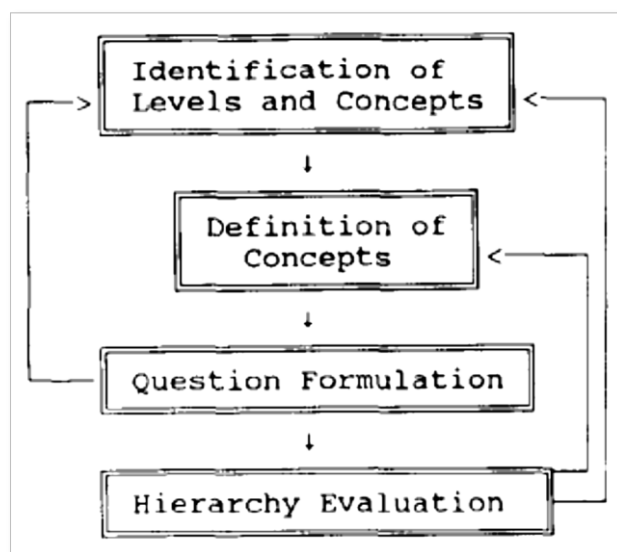 Identification of
Levels and Concepts
Definition of
Concepts
Question Formulation
Hierarchy Evaluation